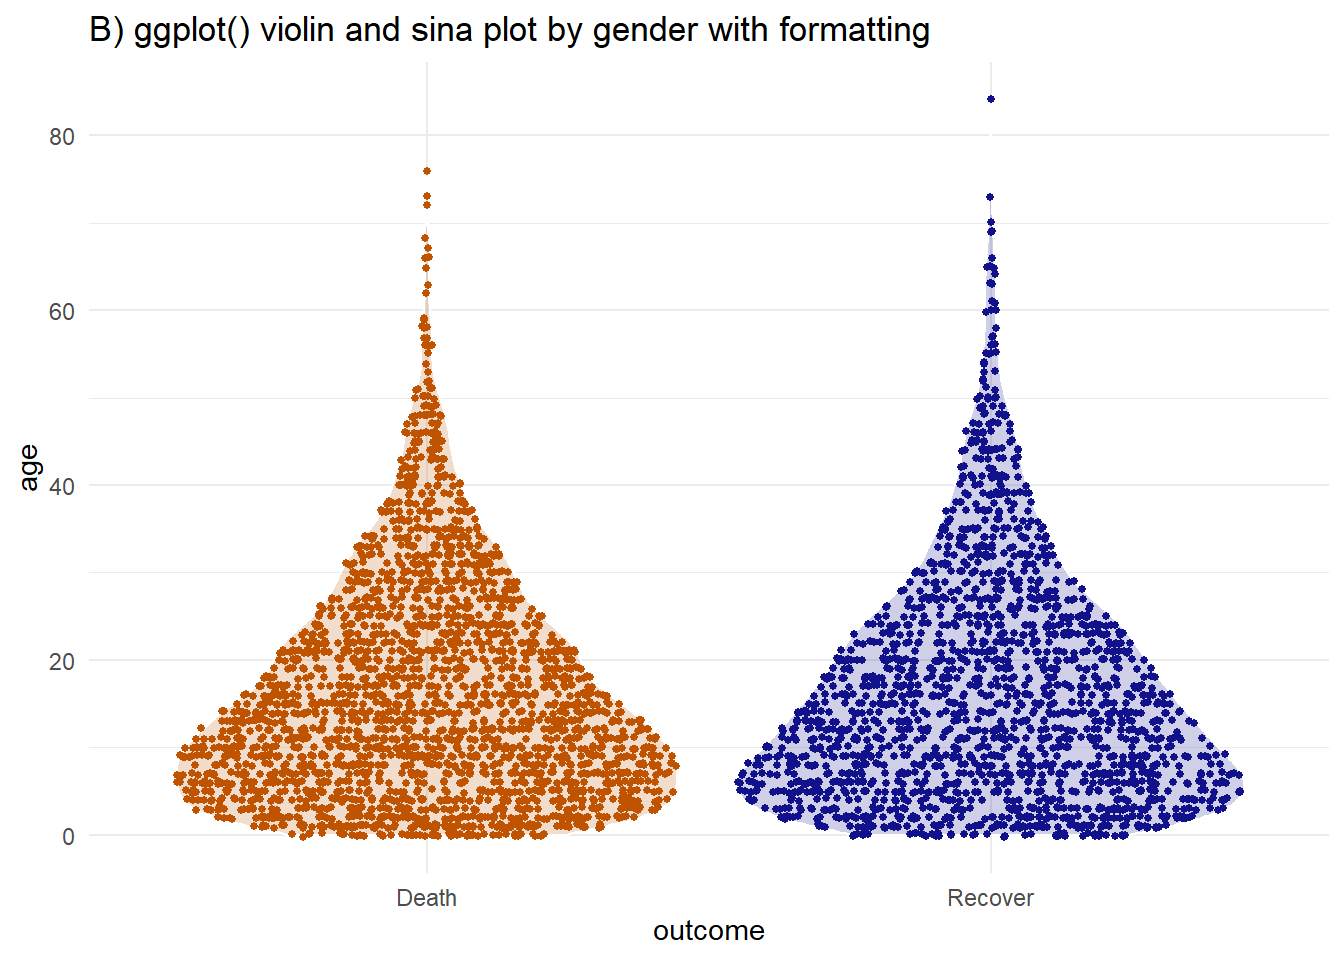 B) ggplot() violin and sina plot by gender with formatting
80
60
40
20
0
age
Death
Recover
outcome